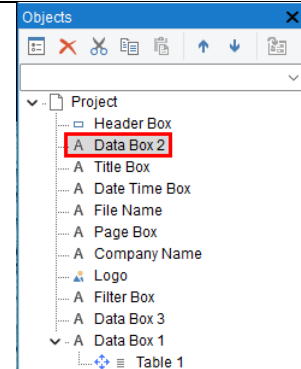 Objects
Project
Header Box
A Data Box 2
A Title Box
A Date Time Box
A File Name
A Page Box
A Company Name
Logo
A Filter Box
A Data Box 3
A Data Box 1
Table 1